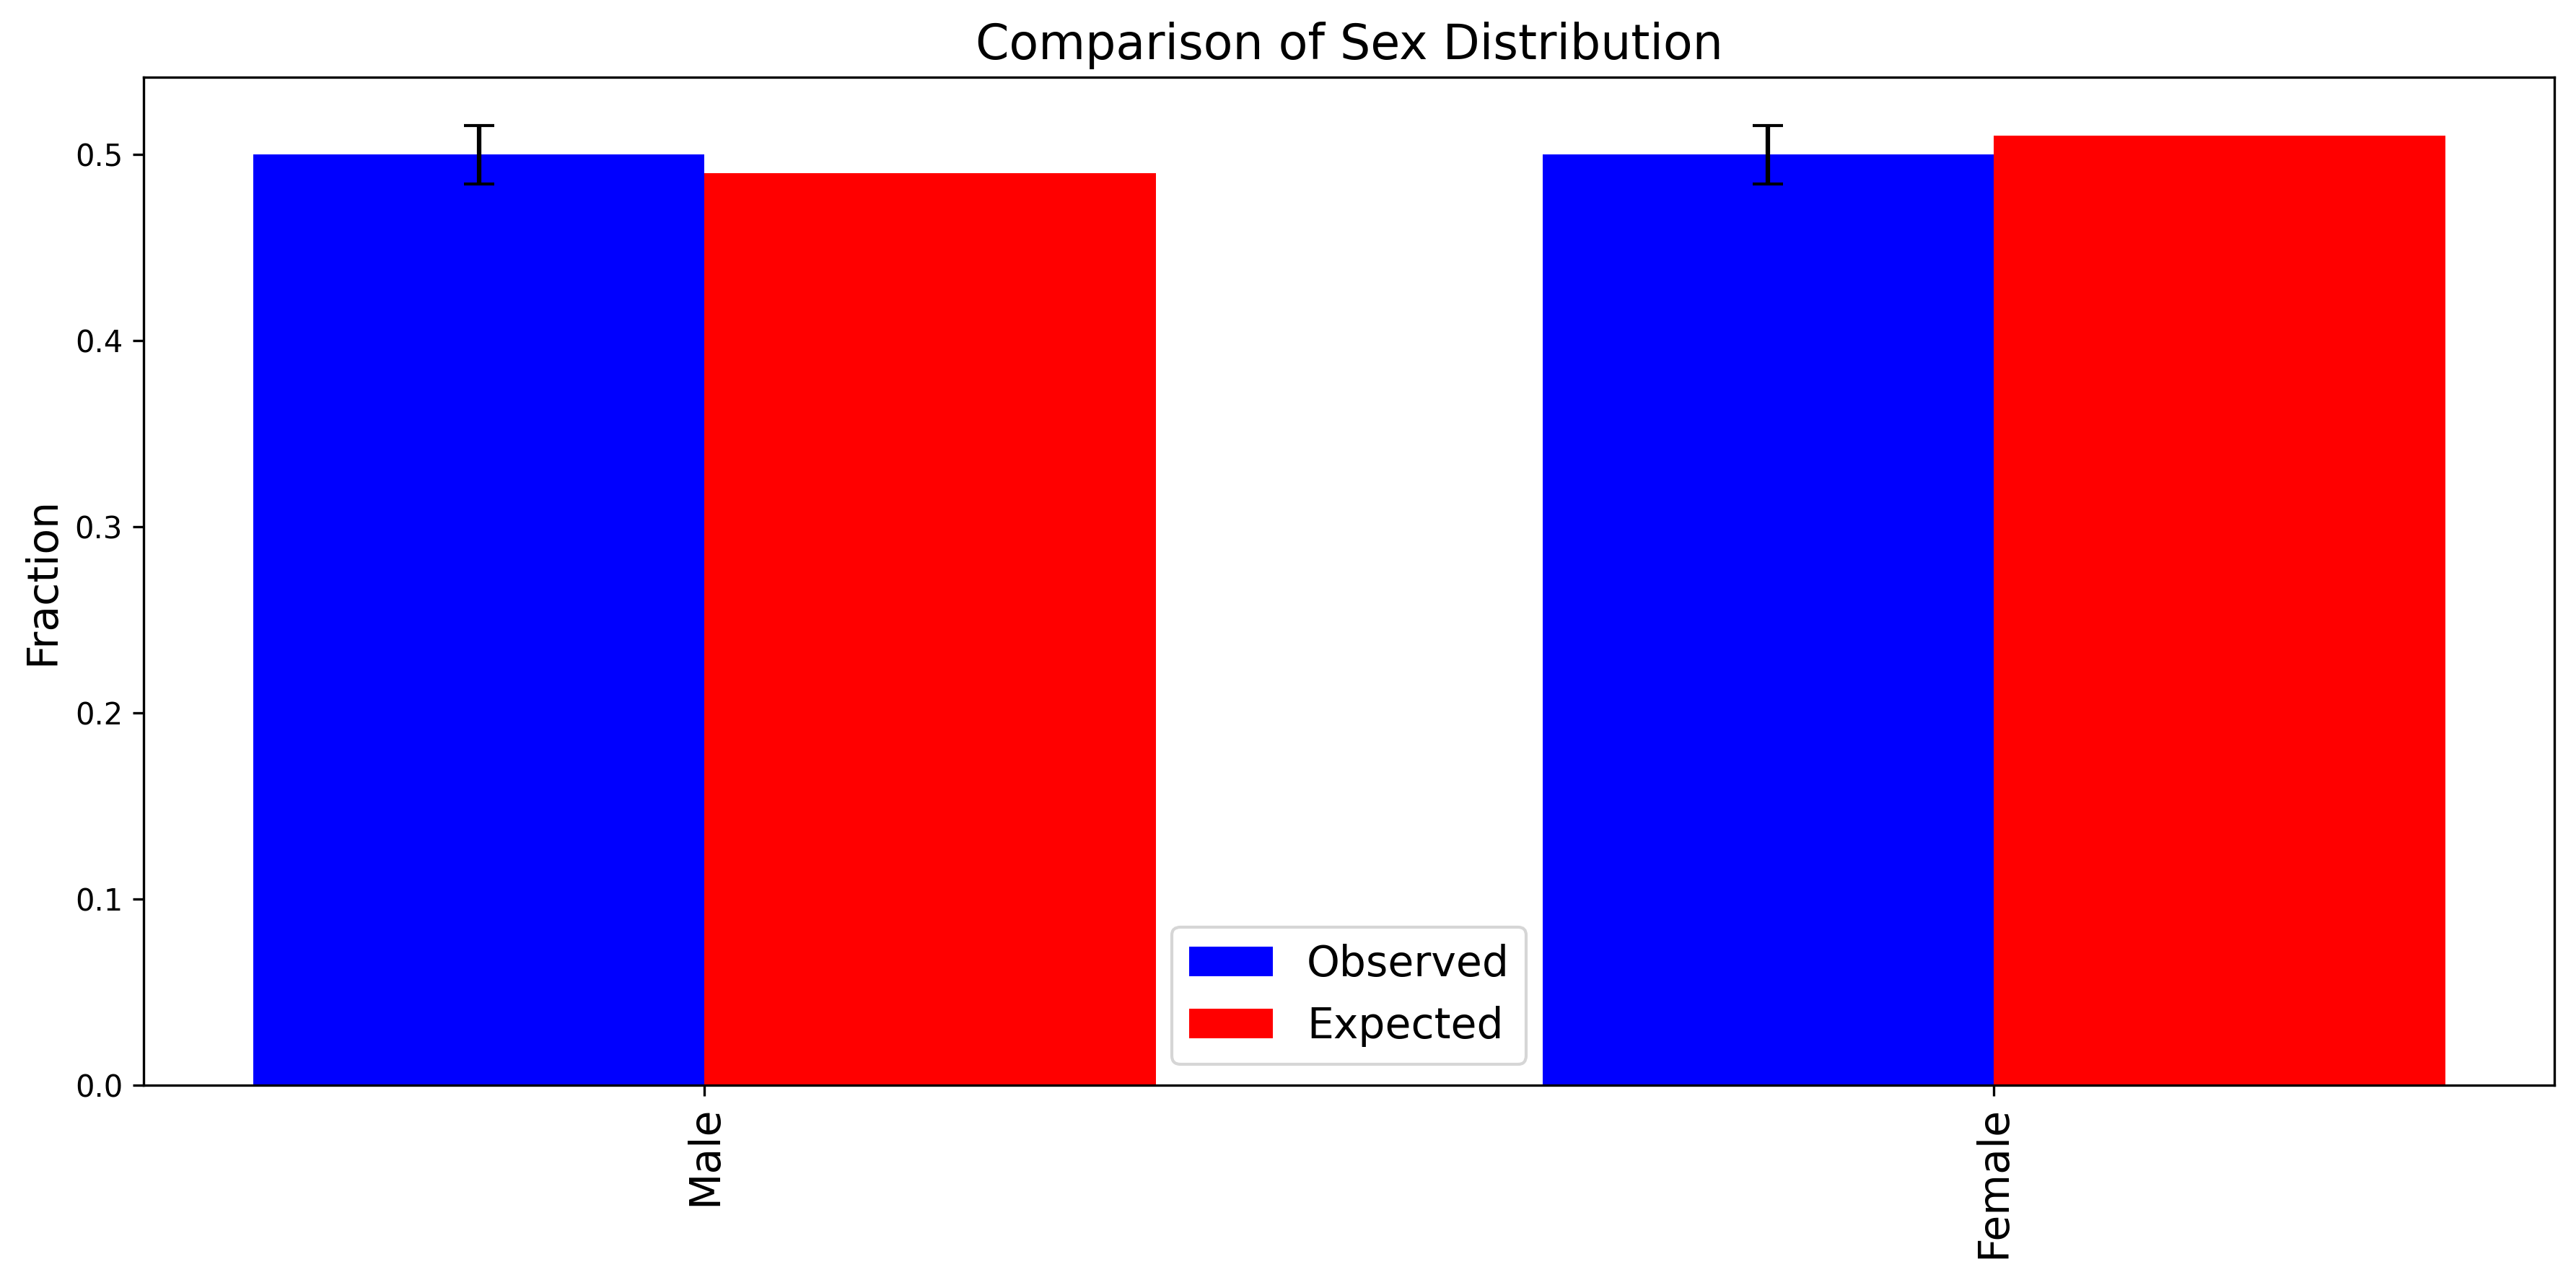 Comparison of Sex Distribution
Fraction
0.5
0.4
0.3
0.2
0.1
0.0
Observed
Expected
Male
Female